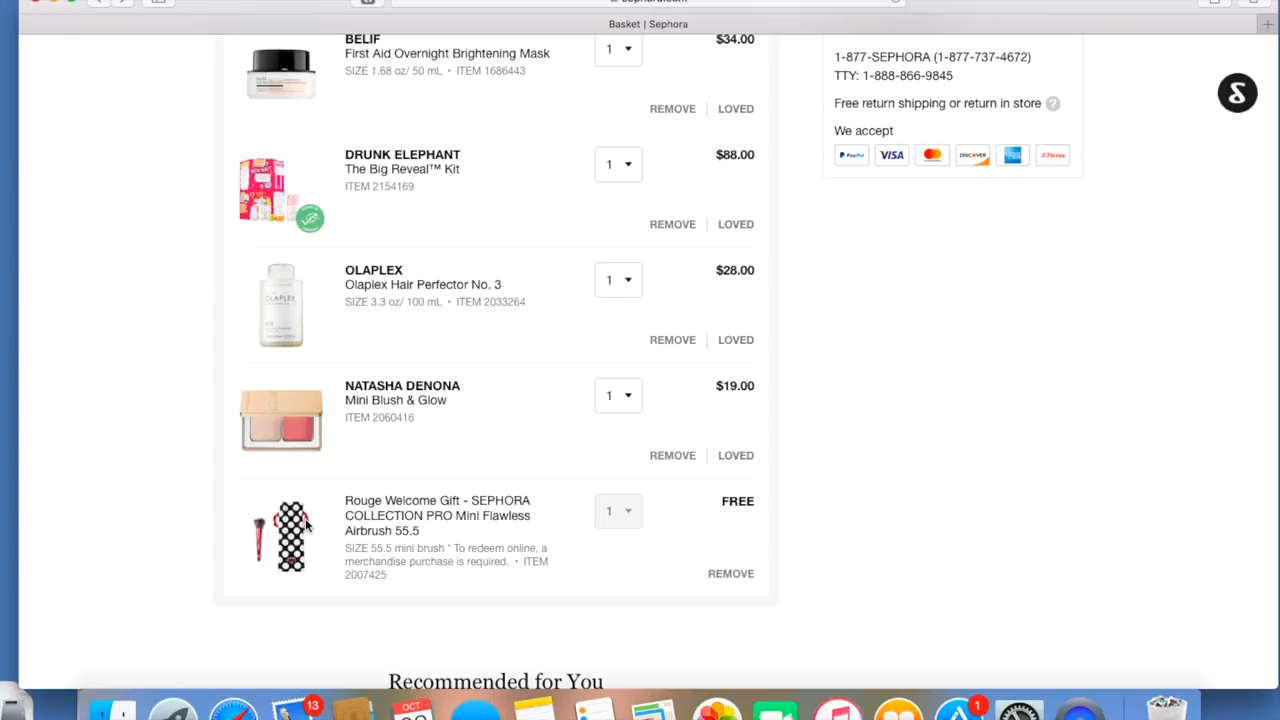 Basket | Sephora
BELIF
First Aid Overnight Brightening Mask
SIZE 1.68 oz/ 50 mL • ITEM 1686443
1
$34.00
REMOVE | LOVED
DRUNK ELEPHANT
The Big Reveal™ Kit
ITEM 2154169
1
$88.00
REMOVE | LOVED
OLAPLEX
Olaplex Hair Perfector No. 3
SIZE 3.3 oz/ 100 mL • ITEM 2033264
1
$28.00
REMOVE | LOVED
OLAPLEX
NATASHA DENONA
Mini Blush & Glow
ITEM 2060416
1
$19.00
REMOVE | LOVED
Rouge Welcome Gift - SEPHORA
COLLECTION PRO Mini Flawless
Airbrush 55.5
SIZE 55.5 mini brush * To redeem online, a
merchandise purchase is required. • ITEM
2007425
1
FREE
REMOVE
1-877-SEPHORA (1-877-737-4672)
TTY: 1-888-866-9845
Free return shipping or return in store ?
We accept
PayPal VISA DISCOVER JCPenney
Recommended for You
13
OCT
1